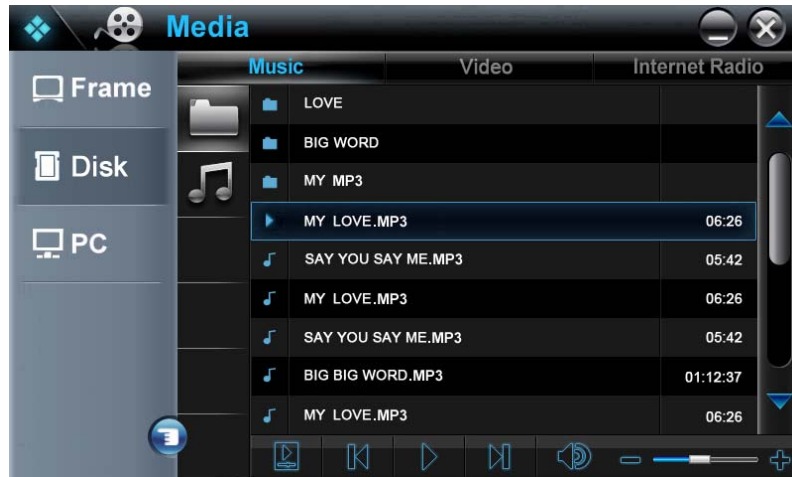 Media
Music Video Internet Radio
Frame
Disk
PC
LOVE
BIG WORD
MY MP3
MY LOVE.MP3 06:26
SAY YOU SAY ME.MP3 05:42
MY LOVE.MP3 06:26
SAY YOU SAY ME.MP3 05:42
BIG BIG WORD.MP3 01:12:37
MY LOVE.MP3 06:26